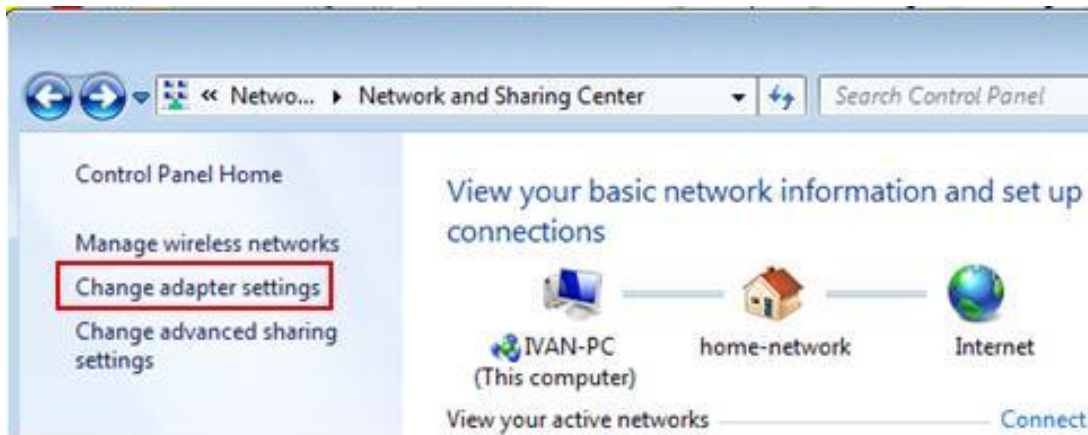 « Netwo... ▸ Network and Sharing Center
Search Control Panel
Control Panel Home
Manage wireless networks
Change adapter settings
Change advanced sharing
settings
View your basic network information and set up
connections
IVAN-PC
(This computer)
home-network
Internet
View your active networks
Connect